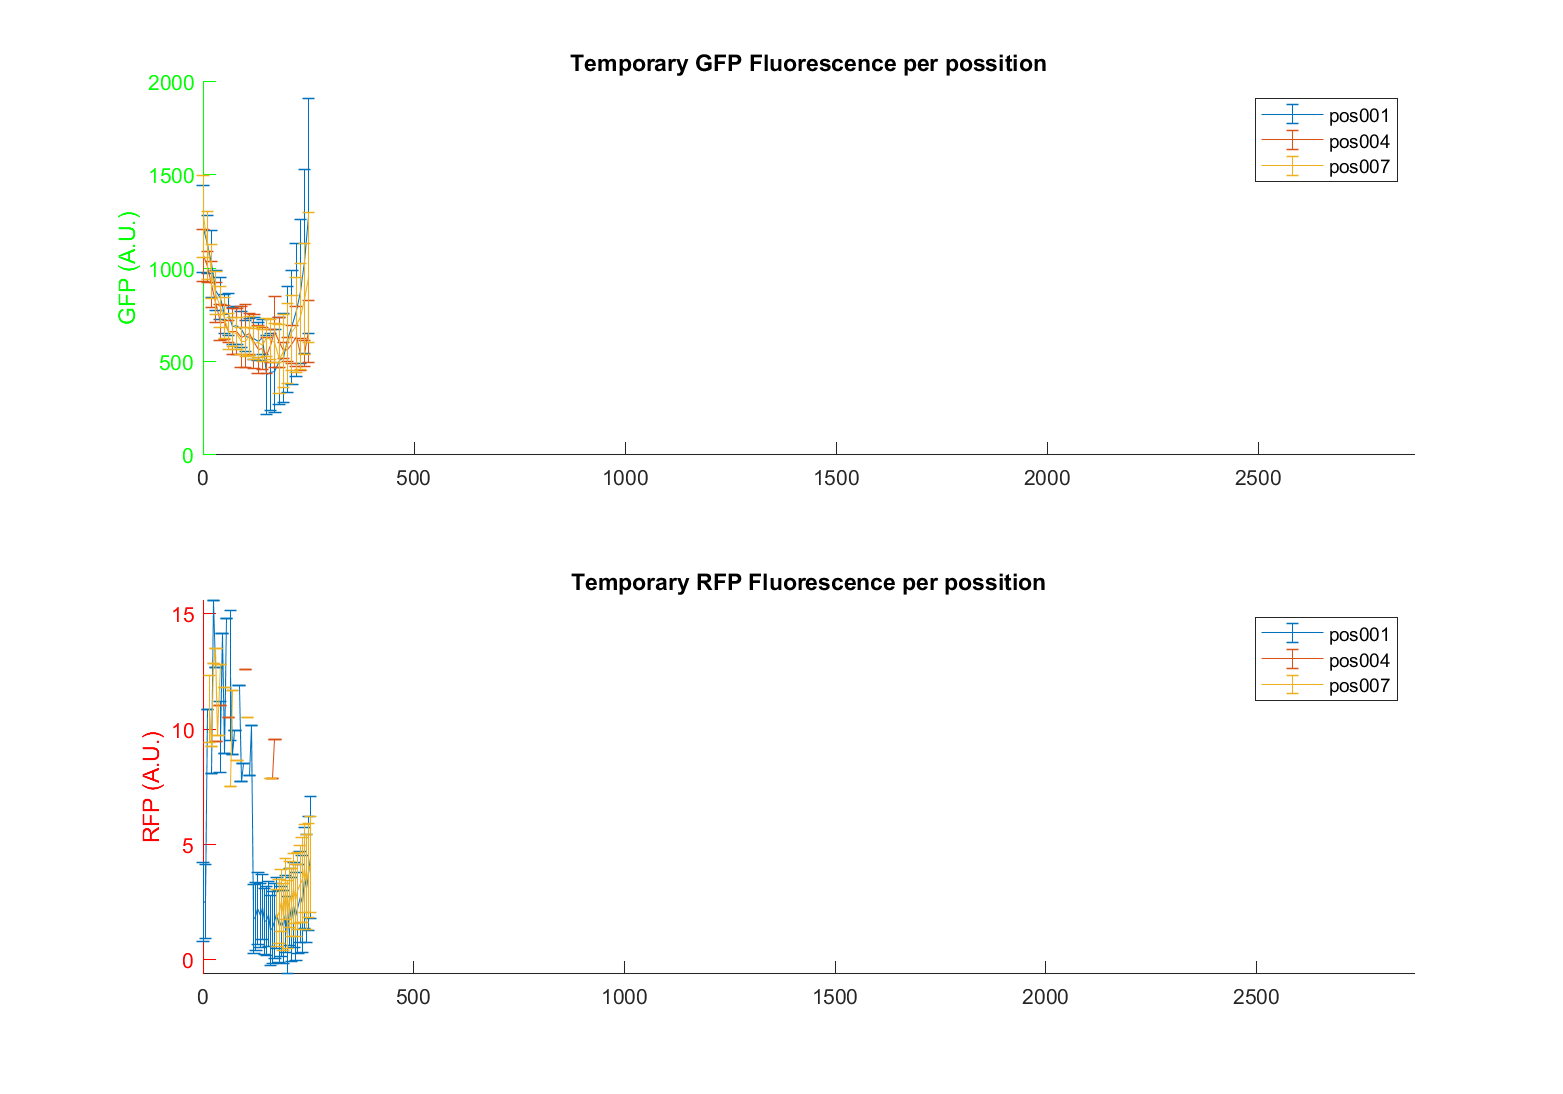 Temporary GFP Fluorescence per possition
2000
1500
1000
500
0
GFP (A.U.)
pos001
pos004
pos007
0 500 1000 1500 2000 2500
Temporary RFP Fluorescence per possition
15
10
5
0
RFP (A.U.)
pos001
pos004
pos007
0 500 1000 1500 2000 2500